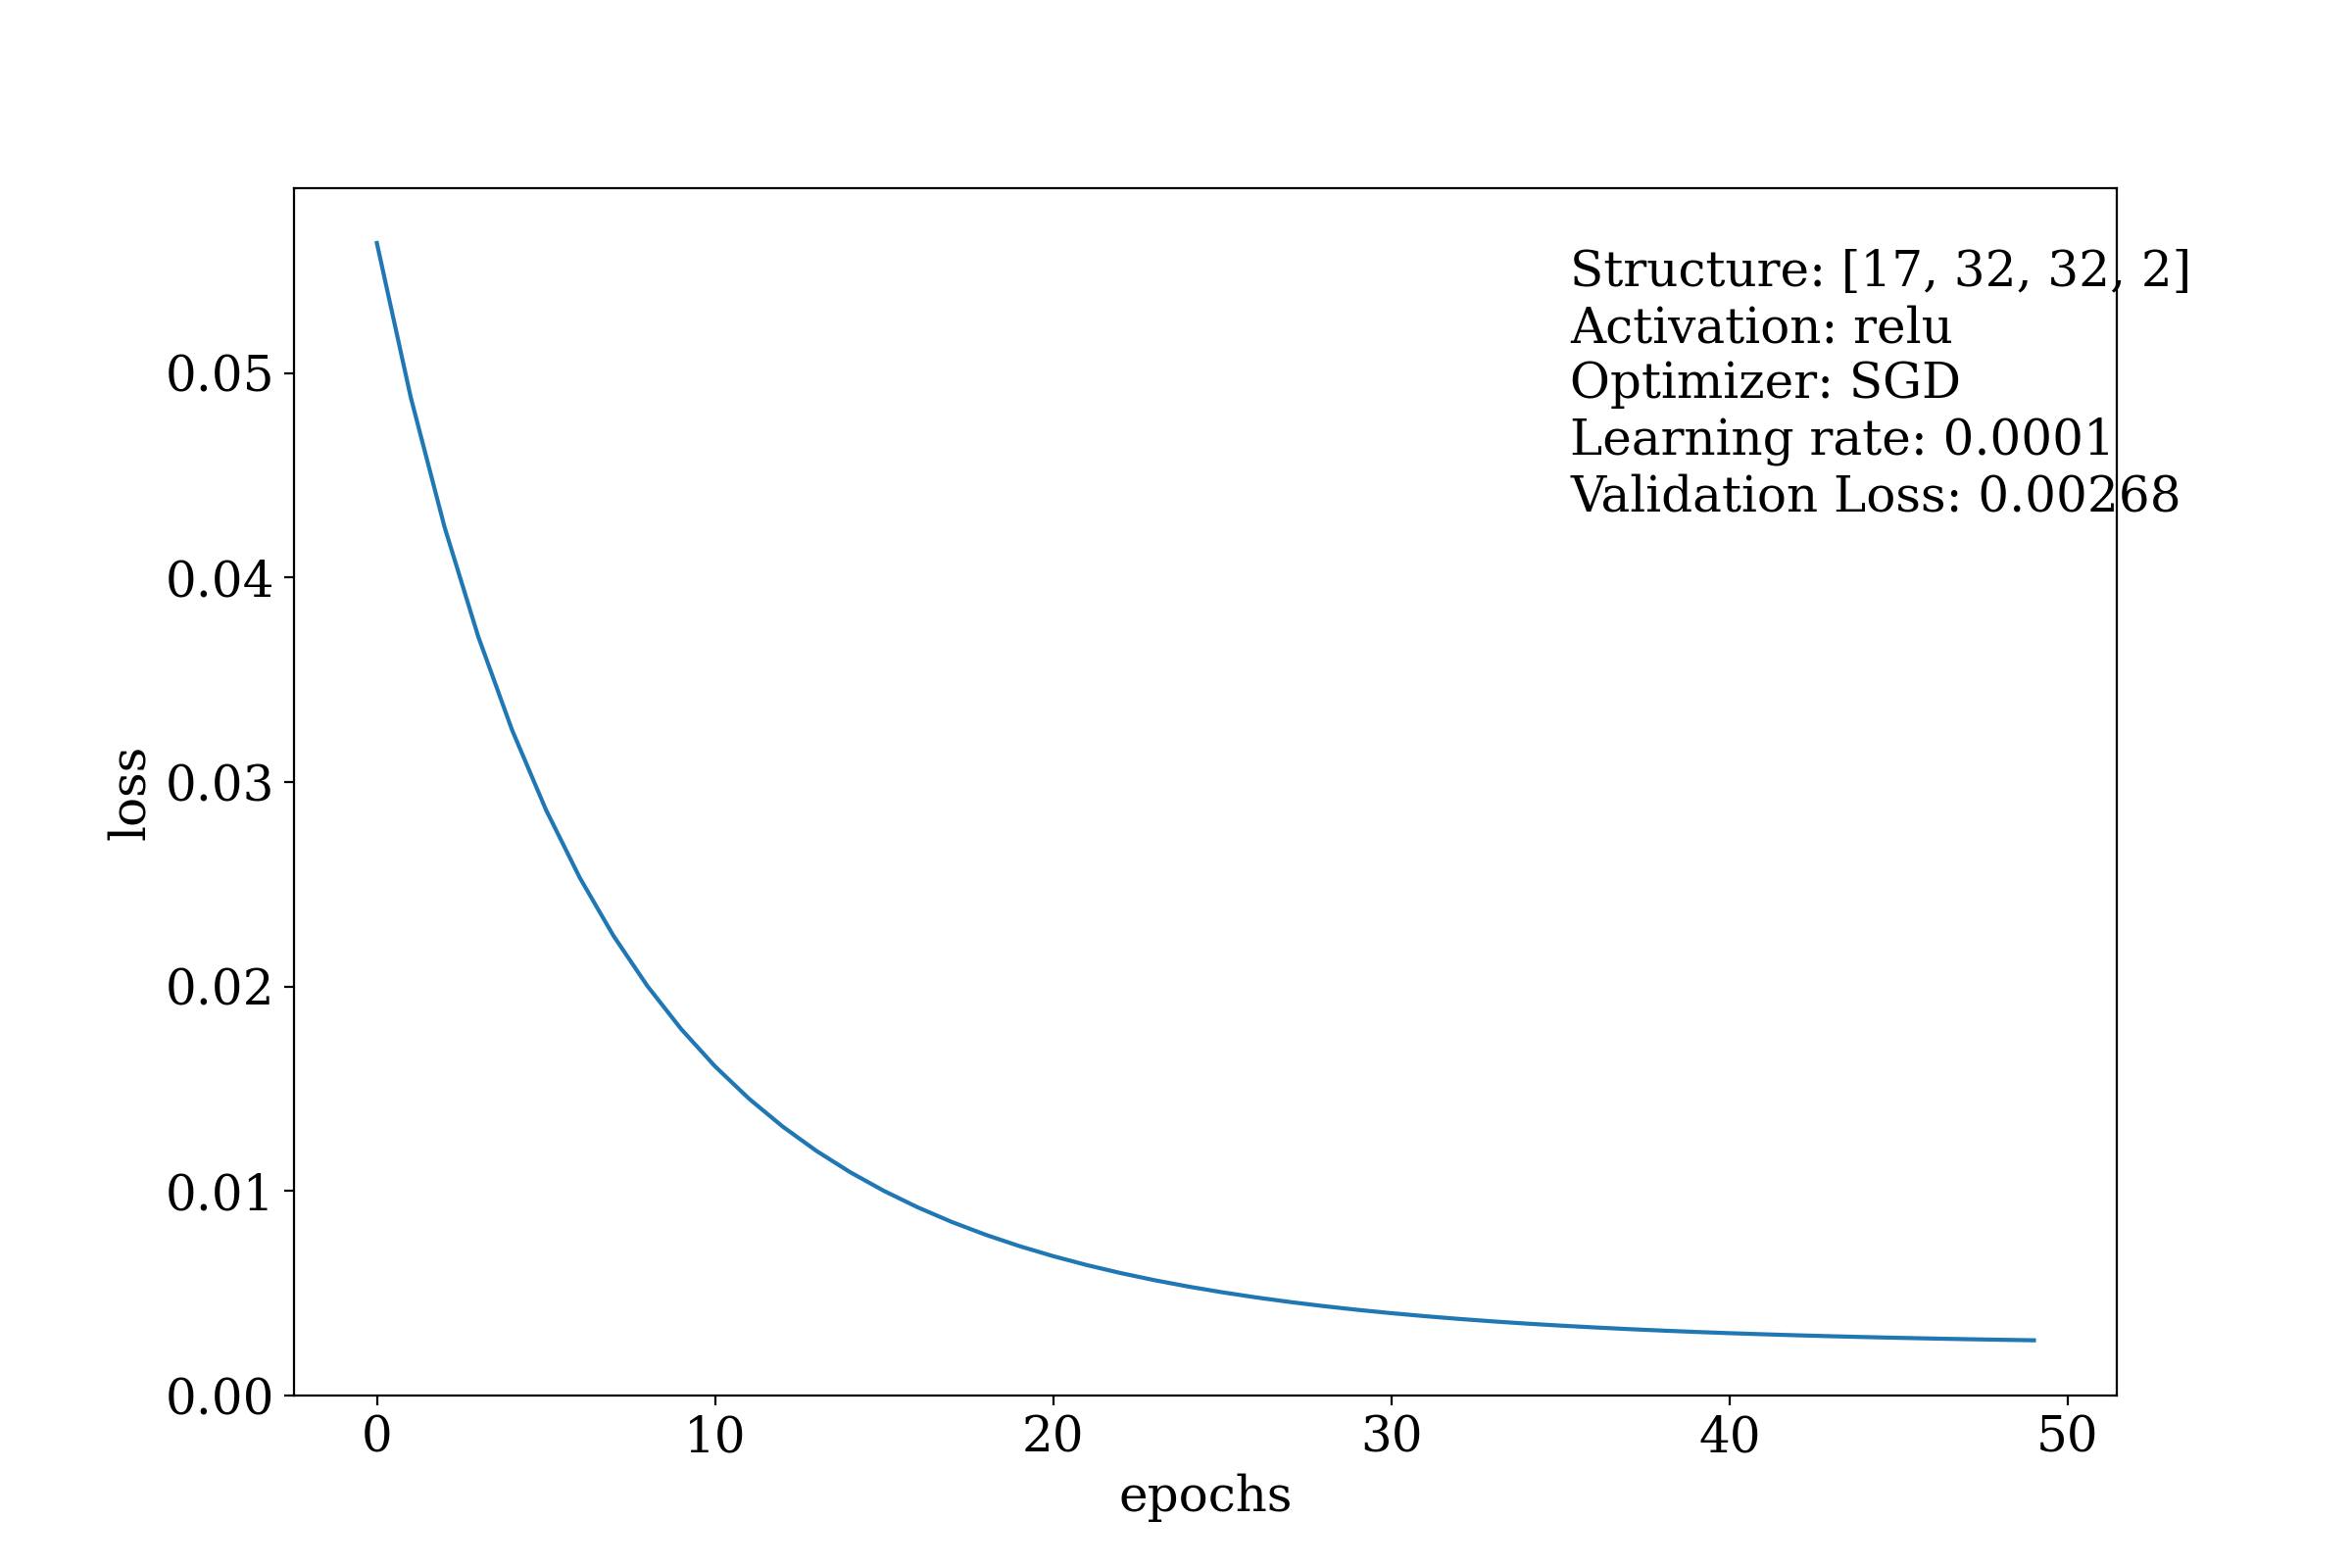 Structure: [17, 32, 32, 2]
Activation: relu
Optimizer: SGD
Learning rate: 0.0001
Validation Loss: 0.00268
0.05
0.04
0.03
0.02
0.01
0.00
loss
0 10 20 30 40 50
epochs